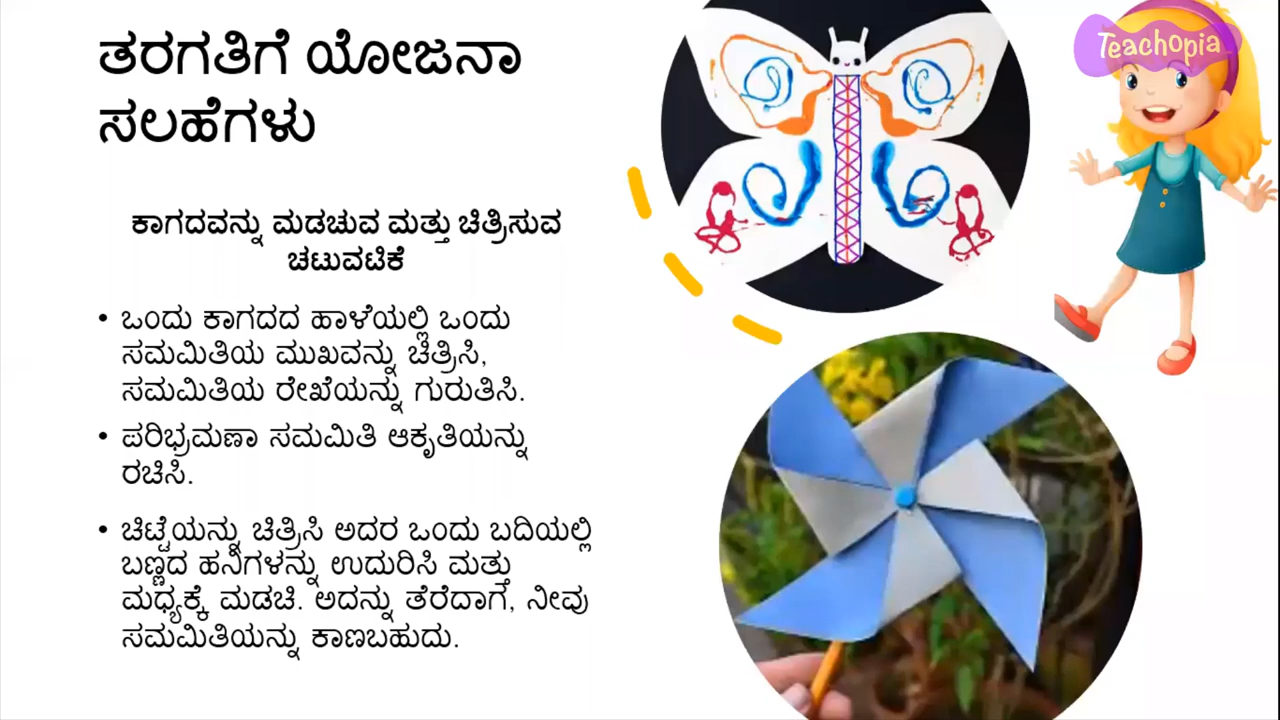 ತರಗತಿಗೆ ಯೋಜನಾ
ಸಲಹೆಗಳು
ಕಾಗದವನ್ನು ಮಡಚುವ ಮತ್ತು ಚಿತ್ರಿಸುವ
ಚಟುವಟಿಕೆ
• ಒಂದು ಕಾಗದದ ಹಾಳೆಯಲ್ಲಿ ಒಂದು
ಸಮಮಿತಿಯ ಮುಖವನ್ನು ಚಿತ್ರಿಸಿ,
ಸಮಮಿತಿಯ ರೇಖೆಯನ್ನು ಗುರುತಿಸಿ.
• ಪರಿಭ್ರಮಣಾ ಸಮಮಿತಿ ಆಕೃತಿಯನ್ನು
ರಚಿಸಿ.
• ಚಿಟ್ಟೆಯನ್ನು ಚಿತ್ರಿಸಿ ಅದರ ಒಂದು ಬದಿಯಲ್ಲಿ
ಬಣ್ಣದ ಹನಿಗಳನ್ನು ಉದುರಿಸಿ ಮತ್ತು
ಮಧ್ಯಕ್ಕೆ ಮಡಚಿ. ಅದನ್ನು ತೆರೆದಾಗ, ನೀವು
ಸಮಮಿತಿಯನ್ನು ಕಾಣಬಹುದು.
Teachopia